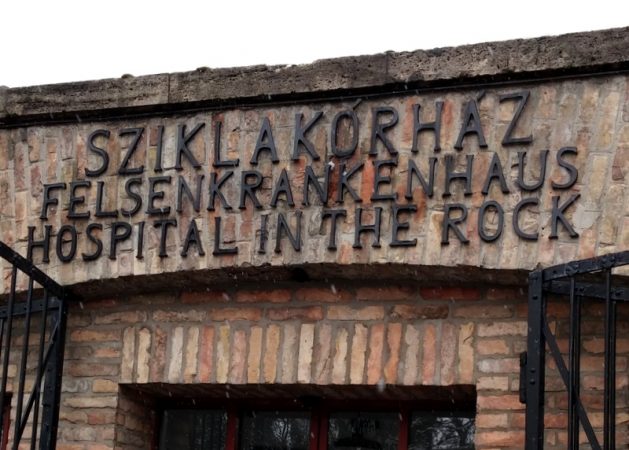 SZIKLAKÓRHÁZ
FELSENKRANKENHAUS
HOSPITAL IN THE ROCK